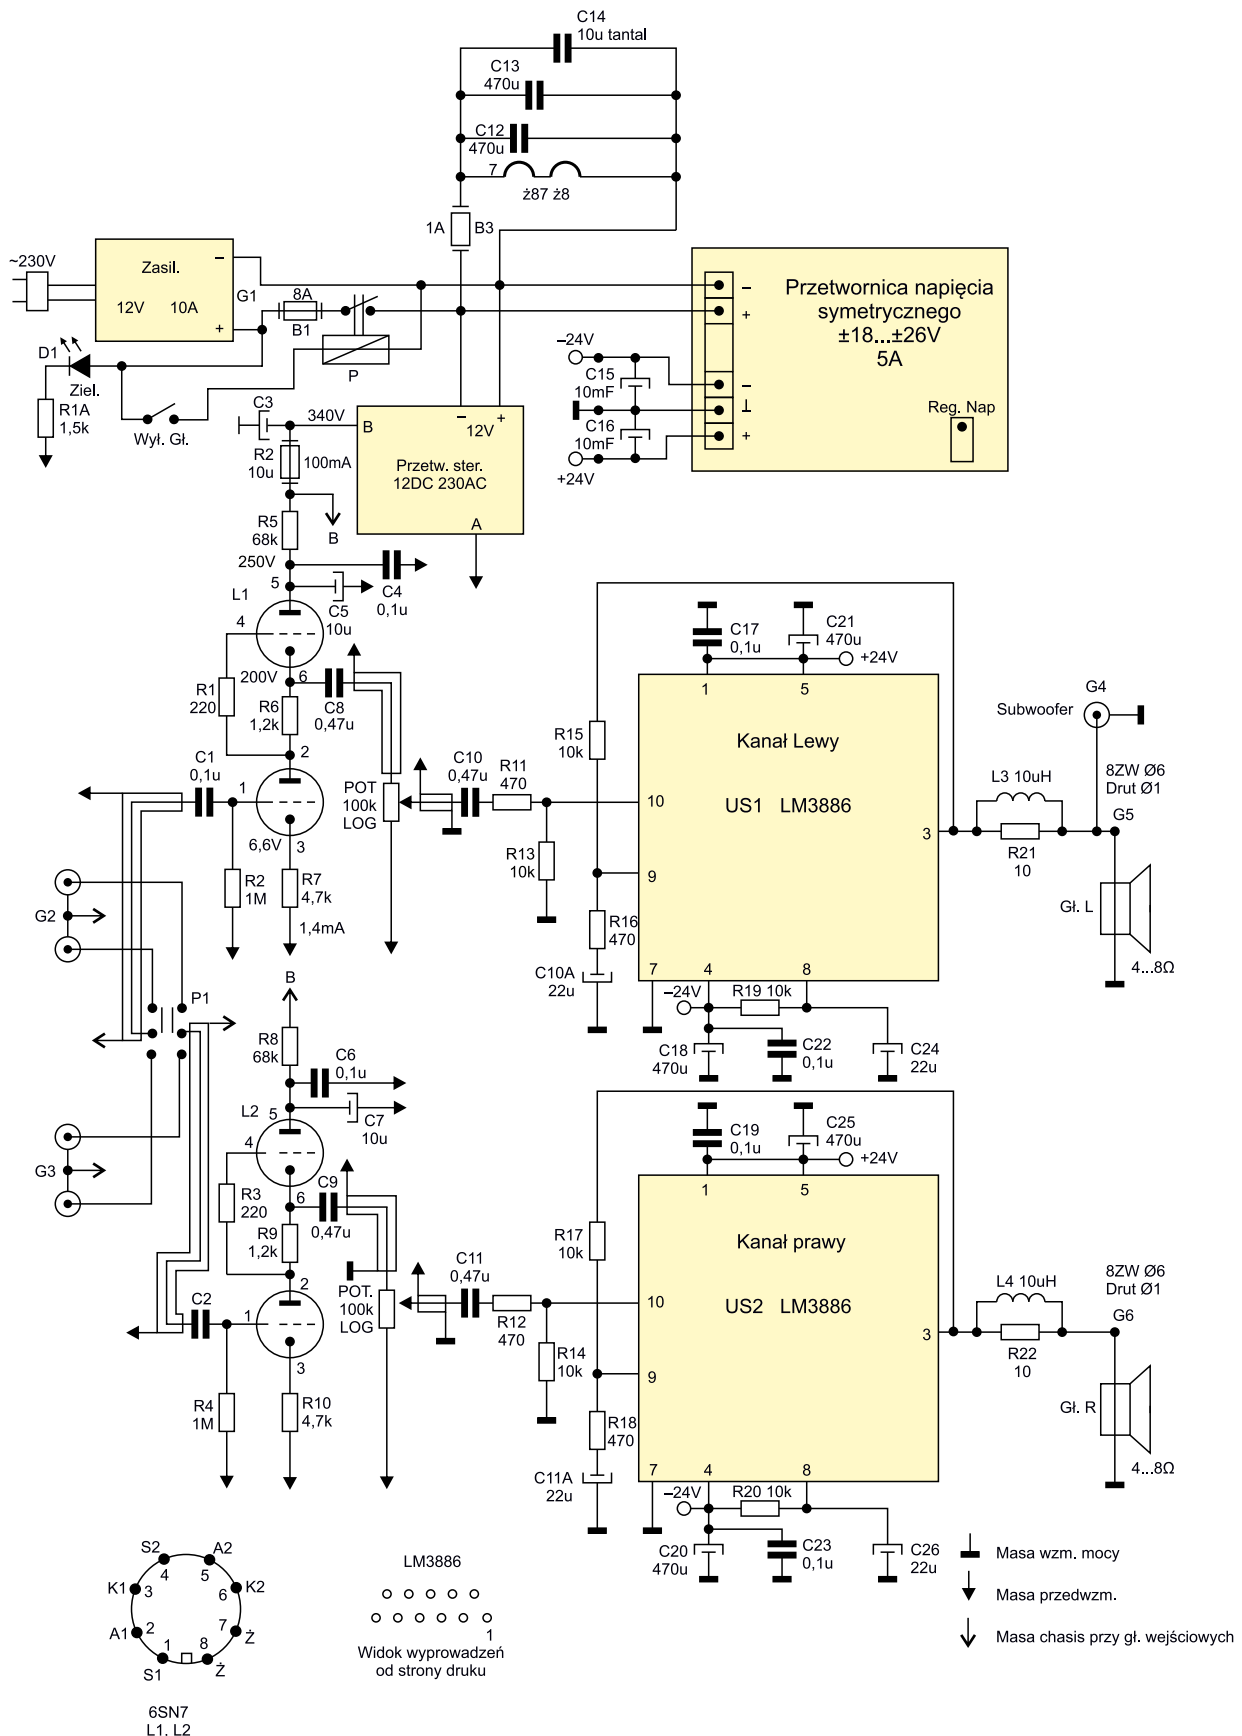 C14
10u tantal
C13
470u
C12
470u
7
ż87 ż8
1A
B3
~230V
Zasil.
12V 10A
−
+
G1
8A
B1
P
D1
Ziel.
R1A
1,5k
Wył. Gł.
Przetwornica napięcia
symetrycznego
±18...±26V
5A
−
+
−
⊥
+
Reg. Nap
–24V
C15
10mF
C16
10mF
+24V
C3
340V
B
−
+
12V
Przetw. ster.
12DC 230AC
A
R2
10u
100mA
B
R5
68k
250V
5
C4
0,1u
C5
10u
L1
4
200V
6
R1
220
R6
1,2k
C8
0,47u
2
C1
0,1u
1
6,6V
3
R2
1M
R7
4,7k
1,4mA
POT
100k
LOG
C10
0,47u
R11
470
R13
10k
R15
10k
R16
470
C10A
22u
C17
0,1u
C21
470u
+24V
1
5
Kanał Lewy
US1 LM3886
10
9
3
7
4
8
–24V
R19 10k
C18
470u
C22
0,1u
C24
22u
Subwoofer
G4
L3 10uH
R21
10
8ZW Ø6
Drut Ø1
G5
Gł. L
4...8Ω
G2
P1
G3
B
R8
68k
C6
0,1u
C7
10u
L2
5
4
6
R3
220
R9
1,2k
C9
0,47u
2
C2
1
3
R4
1M
R10
4,7k
POT.
100k
LOG
C11
0,47u
R12
470
R14
10k
R17
10k
R18
470
C11A
22u
C19
0,1u
C25
470u
+24V
1
5
Kanał prawy
US2 LM3886
10
9
3
7
4
8
–24V
R20 10k
C20
470u
C23
0,1u
C26
22u
L4 10uH
R22
10
8ZW Ø6
Drut Ø1
G6
Gł. R
4...8Ω
S2
A2
4
5
K1
3
6
K2
A1
2
7
Ż
1
8
S1
Ż
6SN7
L1, L2
LM3886
1
Widok wyprowadzeń
od strony druku
Masa wzm. mocy
Masa przedwzm.
Masa chasis przy gł. wejściowych